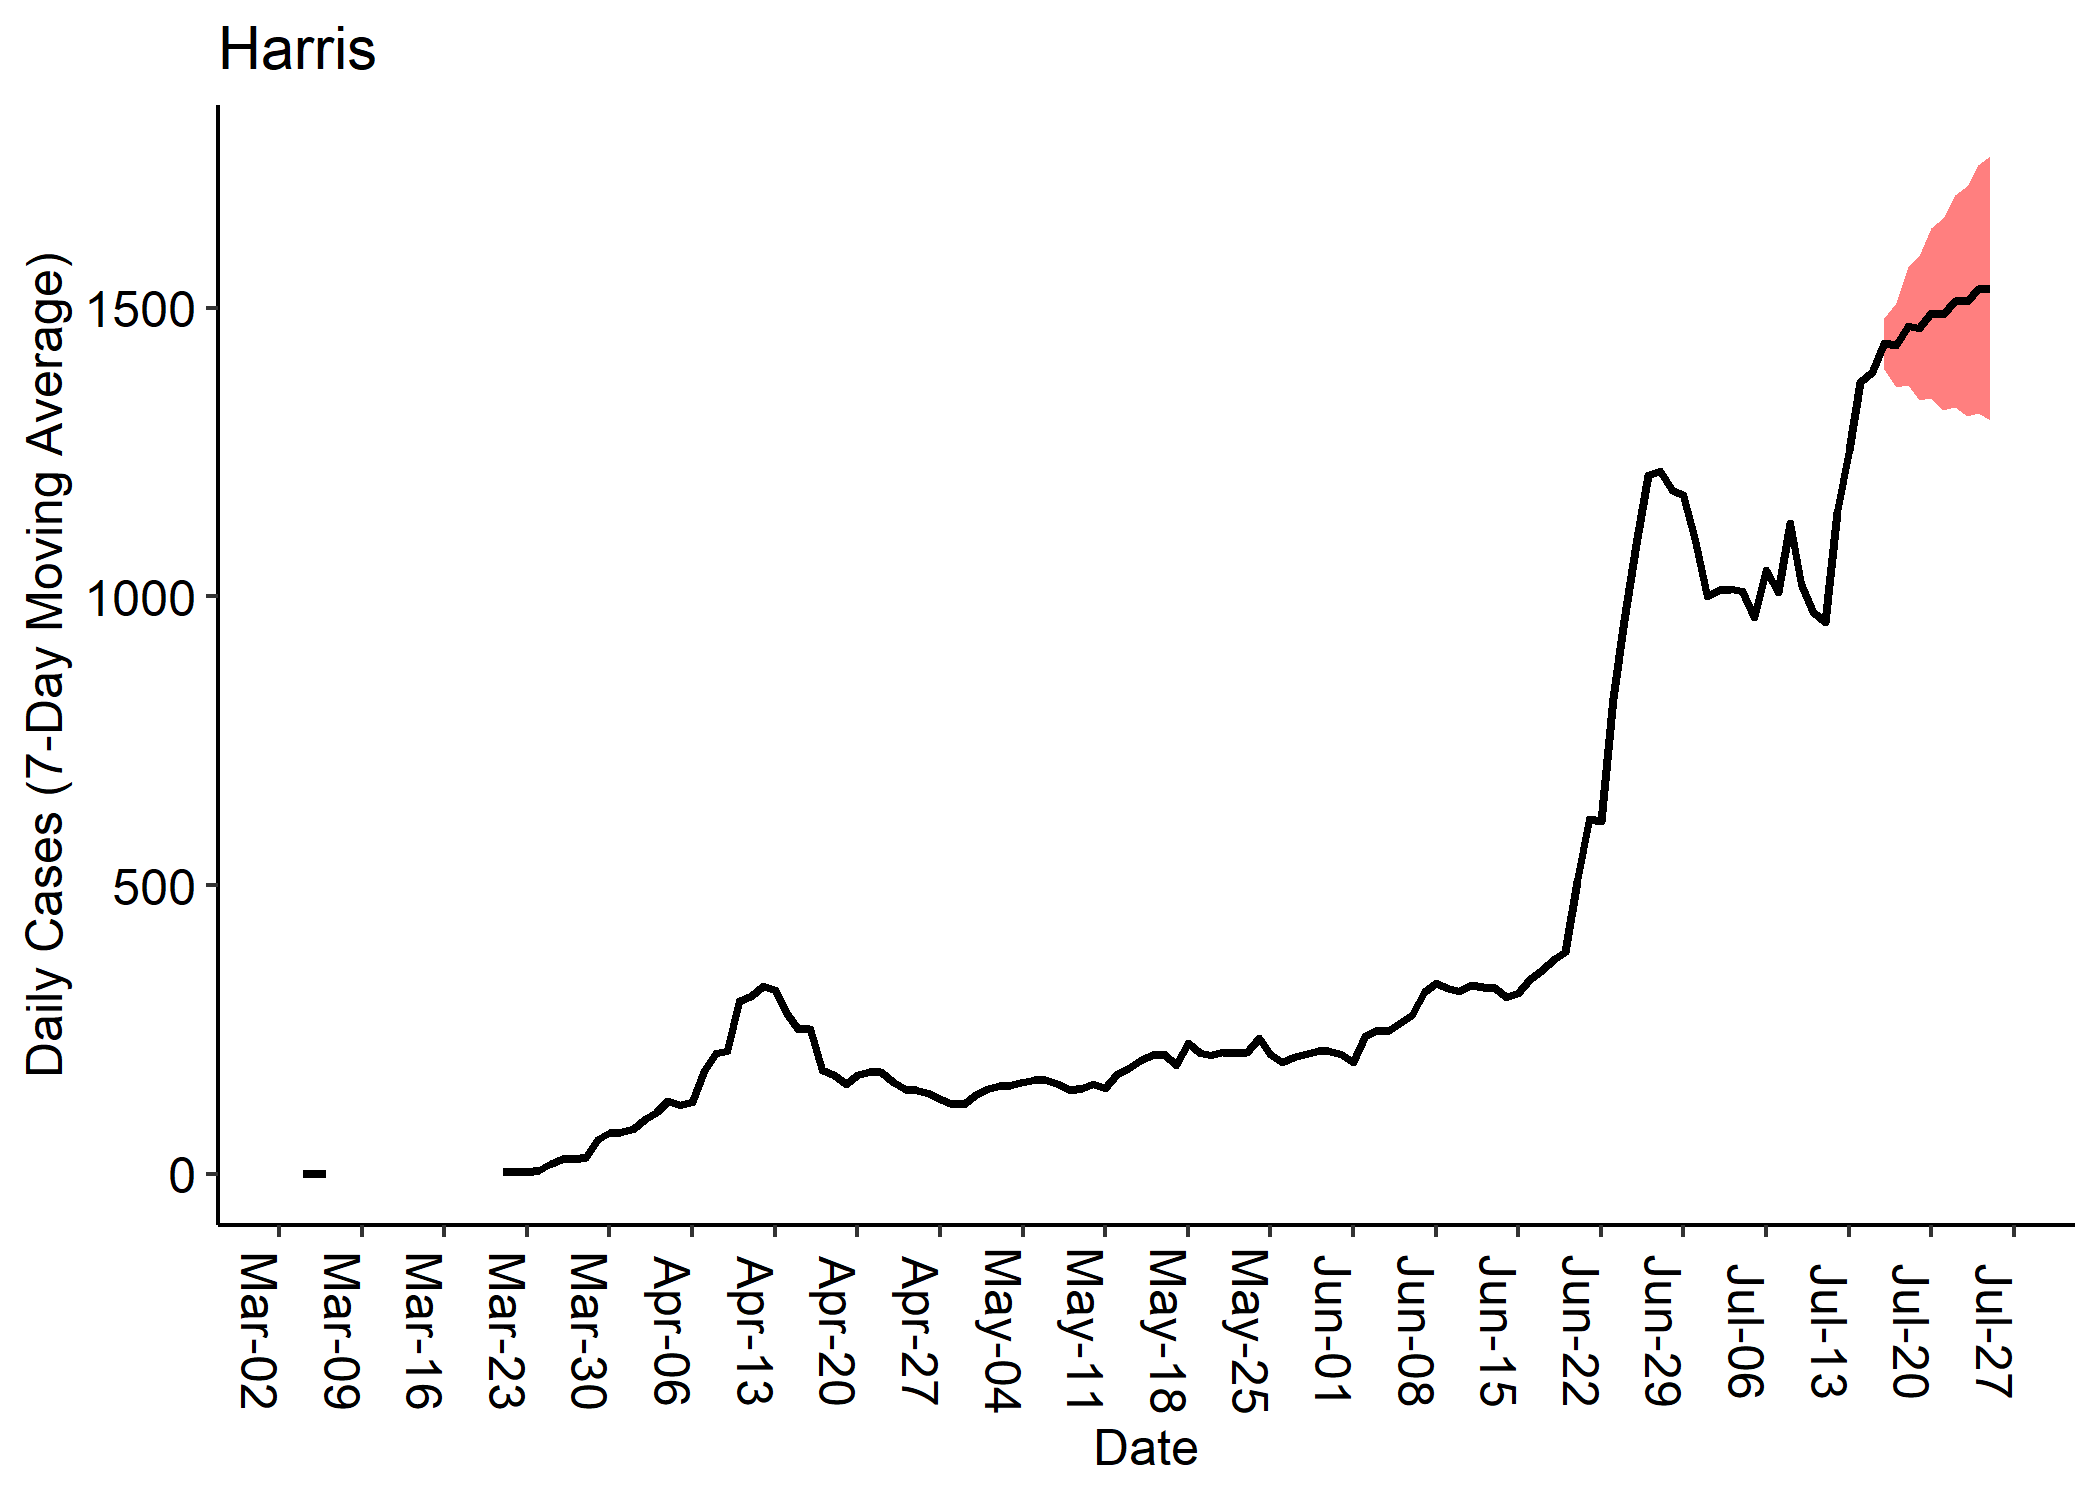 Harris
Daily Cases (7-Day Moving Average)
1500
1000
500
0
Mar-02
Mar-09
Mar-16
Mar-23
Mar-30
Apr-06
Apr-13
Apr-20
Apr-27
May-04
May-11
May-18
May-25
Jun-01
Jun-08
Jun-15
Jun-22
Jun-29
Jul-06
Jul-13
Jul-20
Jul-27
Date